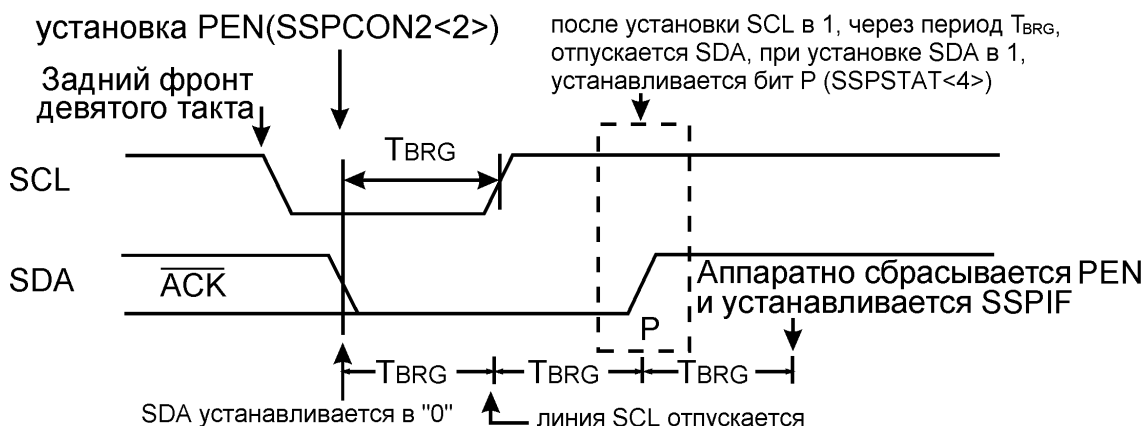 установка PEN(SSPCON2<2>)
после установки SCL в 1, через период TBRG,
отпускается SDA, при установке SDA в 1,
устанавливается бит P (SSPSTAT<4>)
Задний фронт
девятого такта
TBRG
SCL
SDA
ACK
Аппаратно сбрасывается PEN
и устанавливается SSPIF
P
TBRG
TBRG
TBRG
SDA устанавливается в "0"
линия SCL отпускается